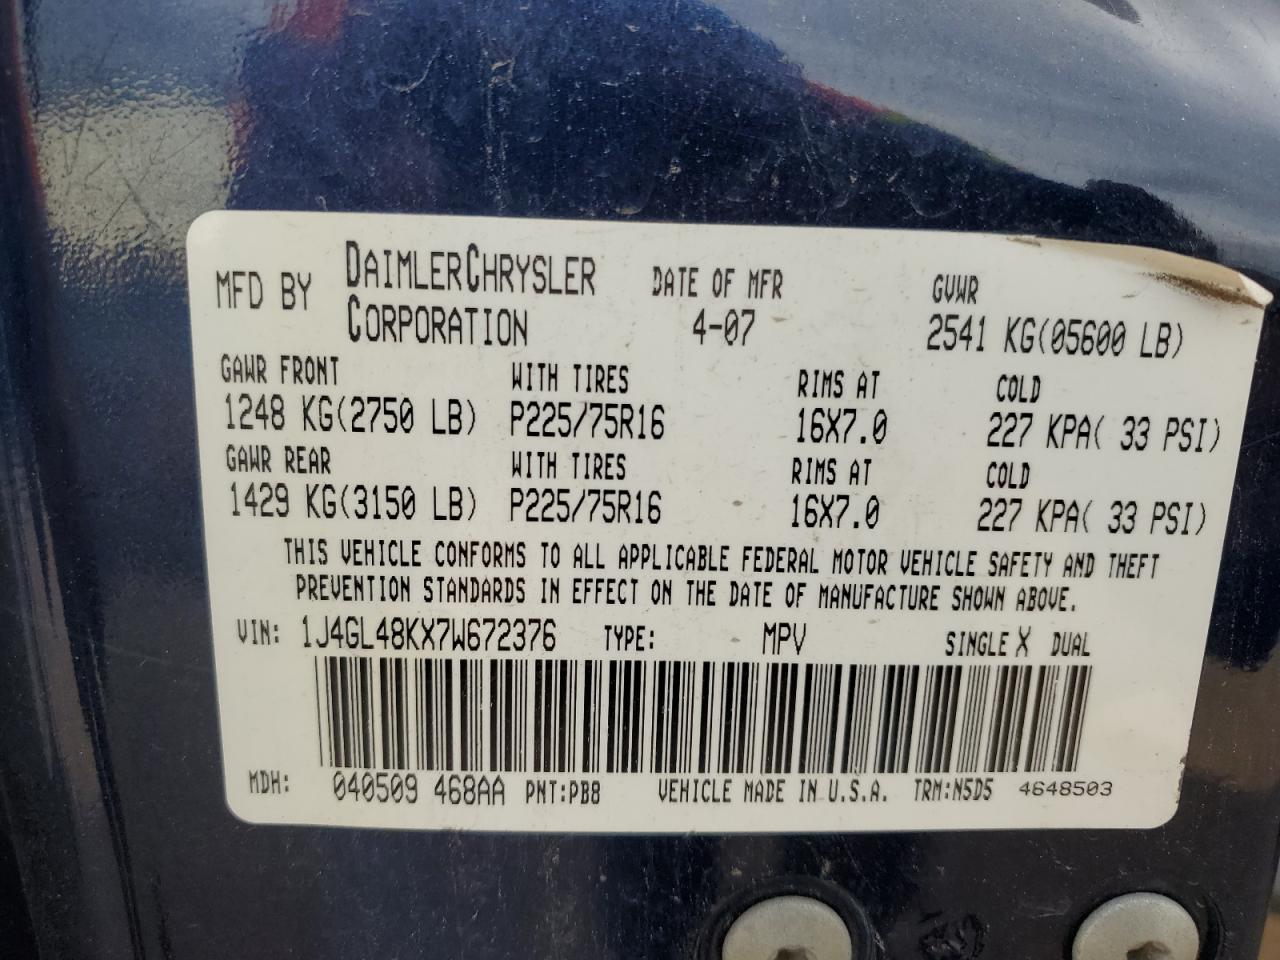 MFD BY DAIMLERCHRYSLER CORPORATION DATE OF MFR 4-07 GVWR 2541 KG(05600 LB)
GAWR FRONT WITH TIRES RIMS AT COLD
1248 KG(2750 LB) P225/75R16 16X7.0 227 KPA( 33 PSI)
GAWR REAR WITH TIRES RIMS AT COLD
1429 KG(3150 LB) P225/75R16 16X7.0 227 KPA( 33 PSI)
THIS VEHICLE CONFORMS TO ALL APPLICABLE FEDERAL MOTOR VEHICLE SAFETY AND THEFT
PREVENTION STANDARDS IN EFFECT ON THE DATE OF MANUFACTURE SHOWN ABOVE.
VIN: 1J4GL48KX7W672376 TYPE: MPV SINGLE X DUAL
MDH: 040509 468AA PNT:PB8 VEHICLE MADE IN U.S.A. TRM:N5D5 4648503